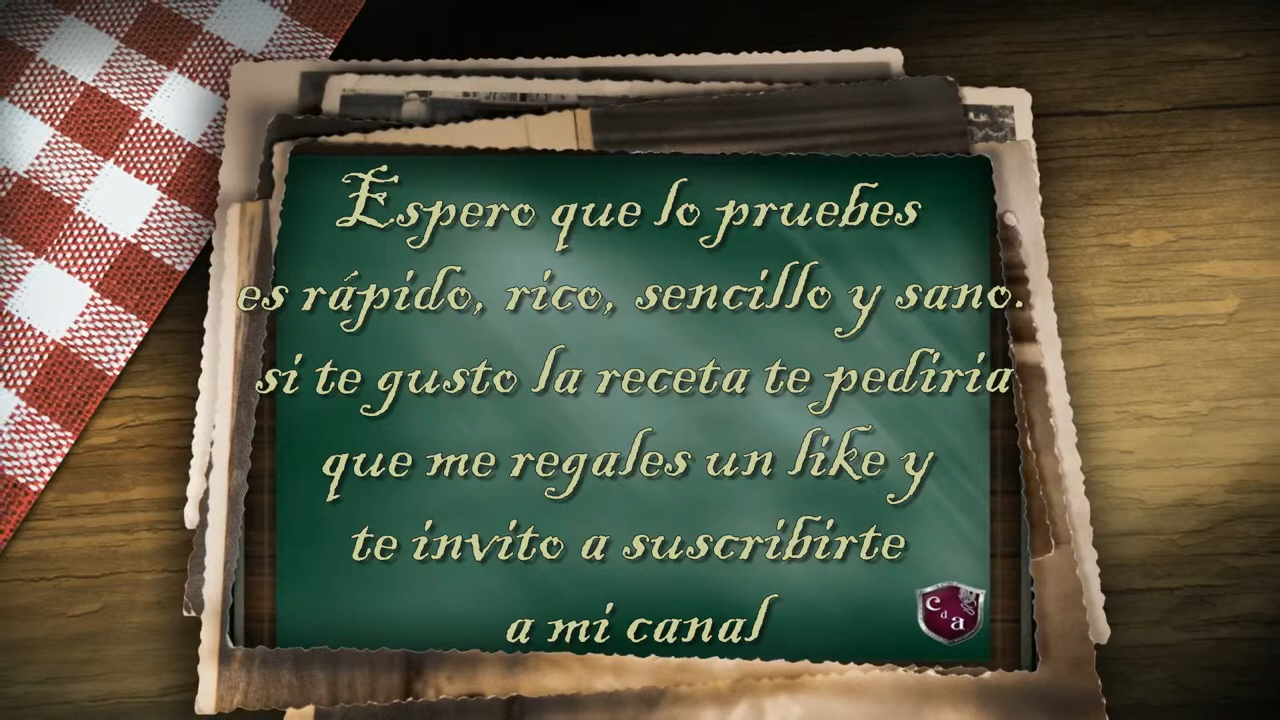 Espero que lo pruebes
es rápido, rico, sencillo y sano.
si te gusto la receta te pediria
que me regales un like y
te invito a suscribirte
a mi canal
c d a